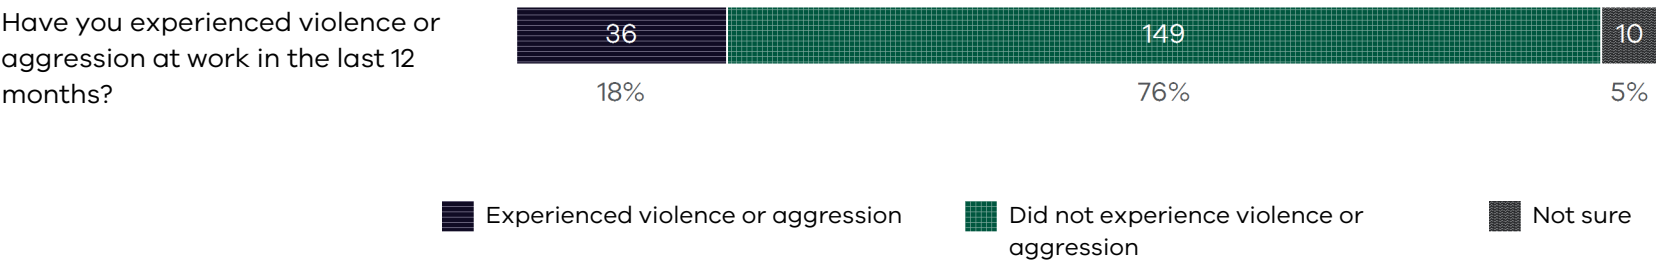 Have you experienced violence or
aggression at work in the last 12
months?
36 149 10
18% 76% 5%
Experienced violence or aggression
Did not experience violence or
aggression
Not sure